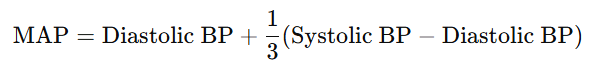 MAP = Diastolic BP + 1/3 (Systolic BP − Diastolic BP)